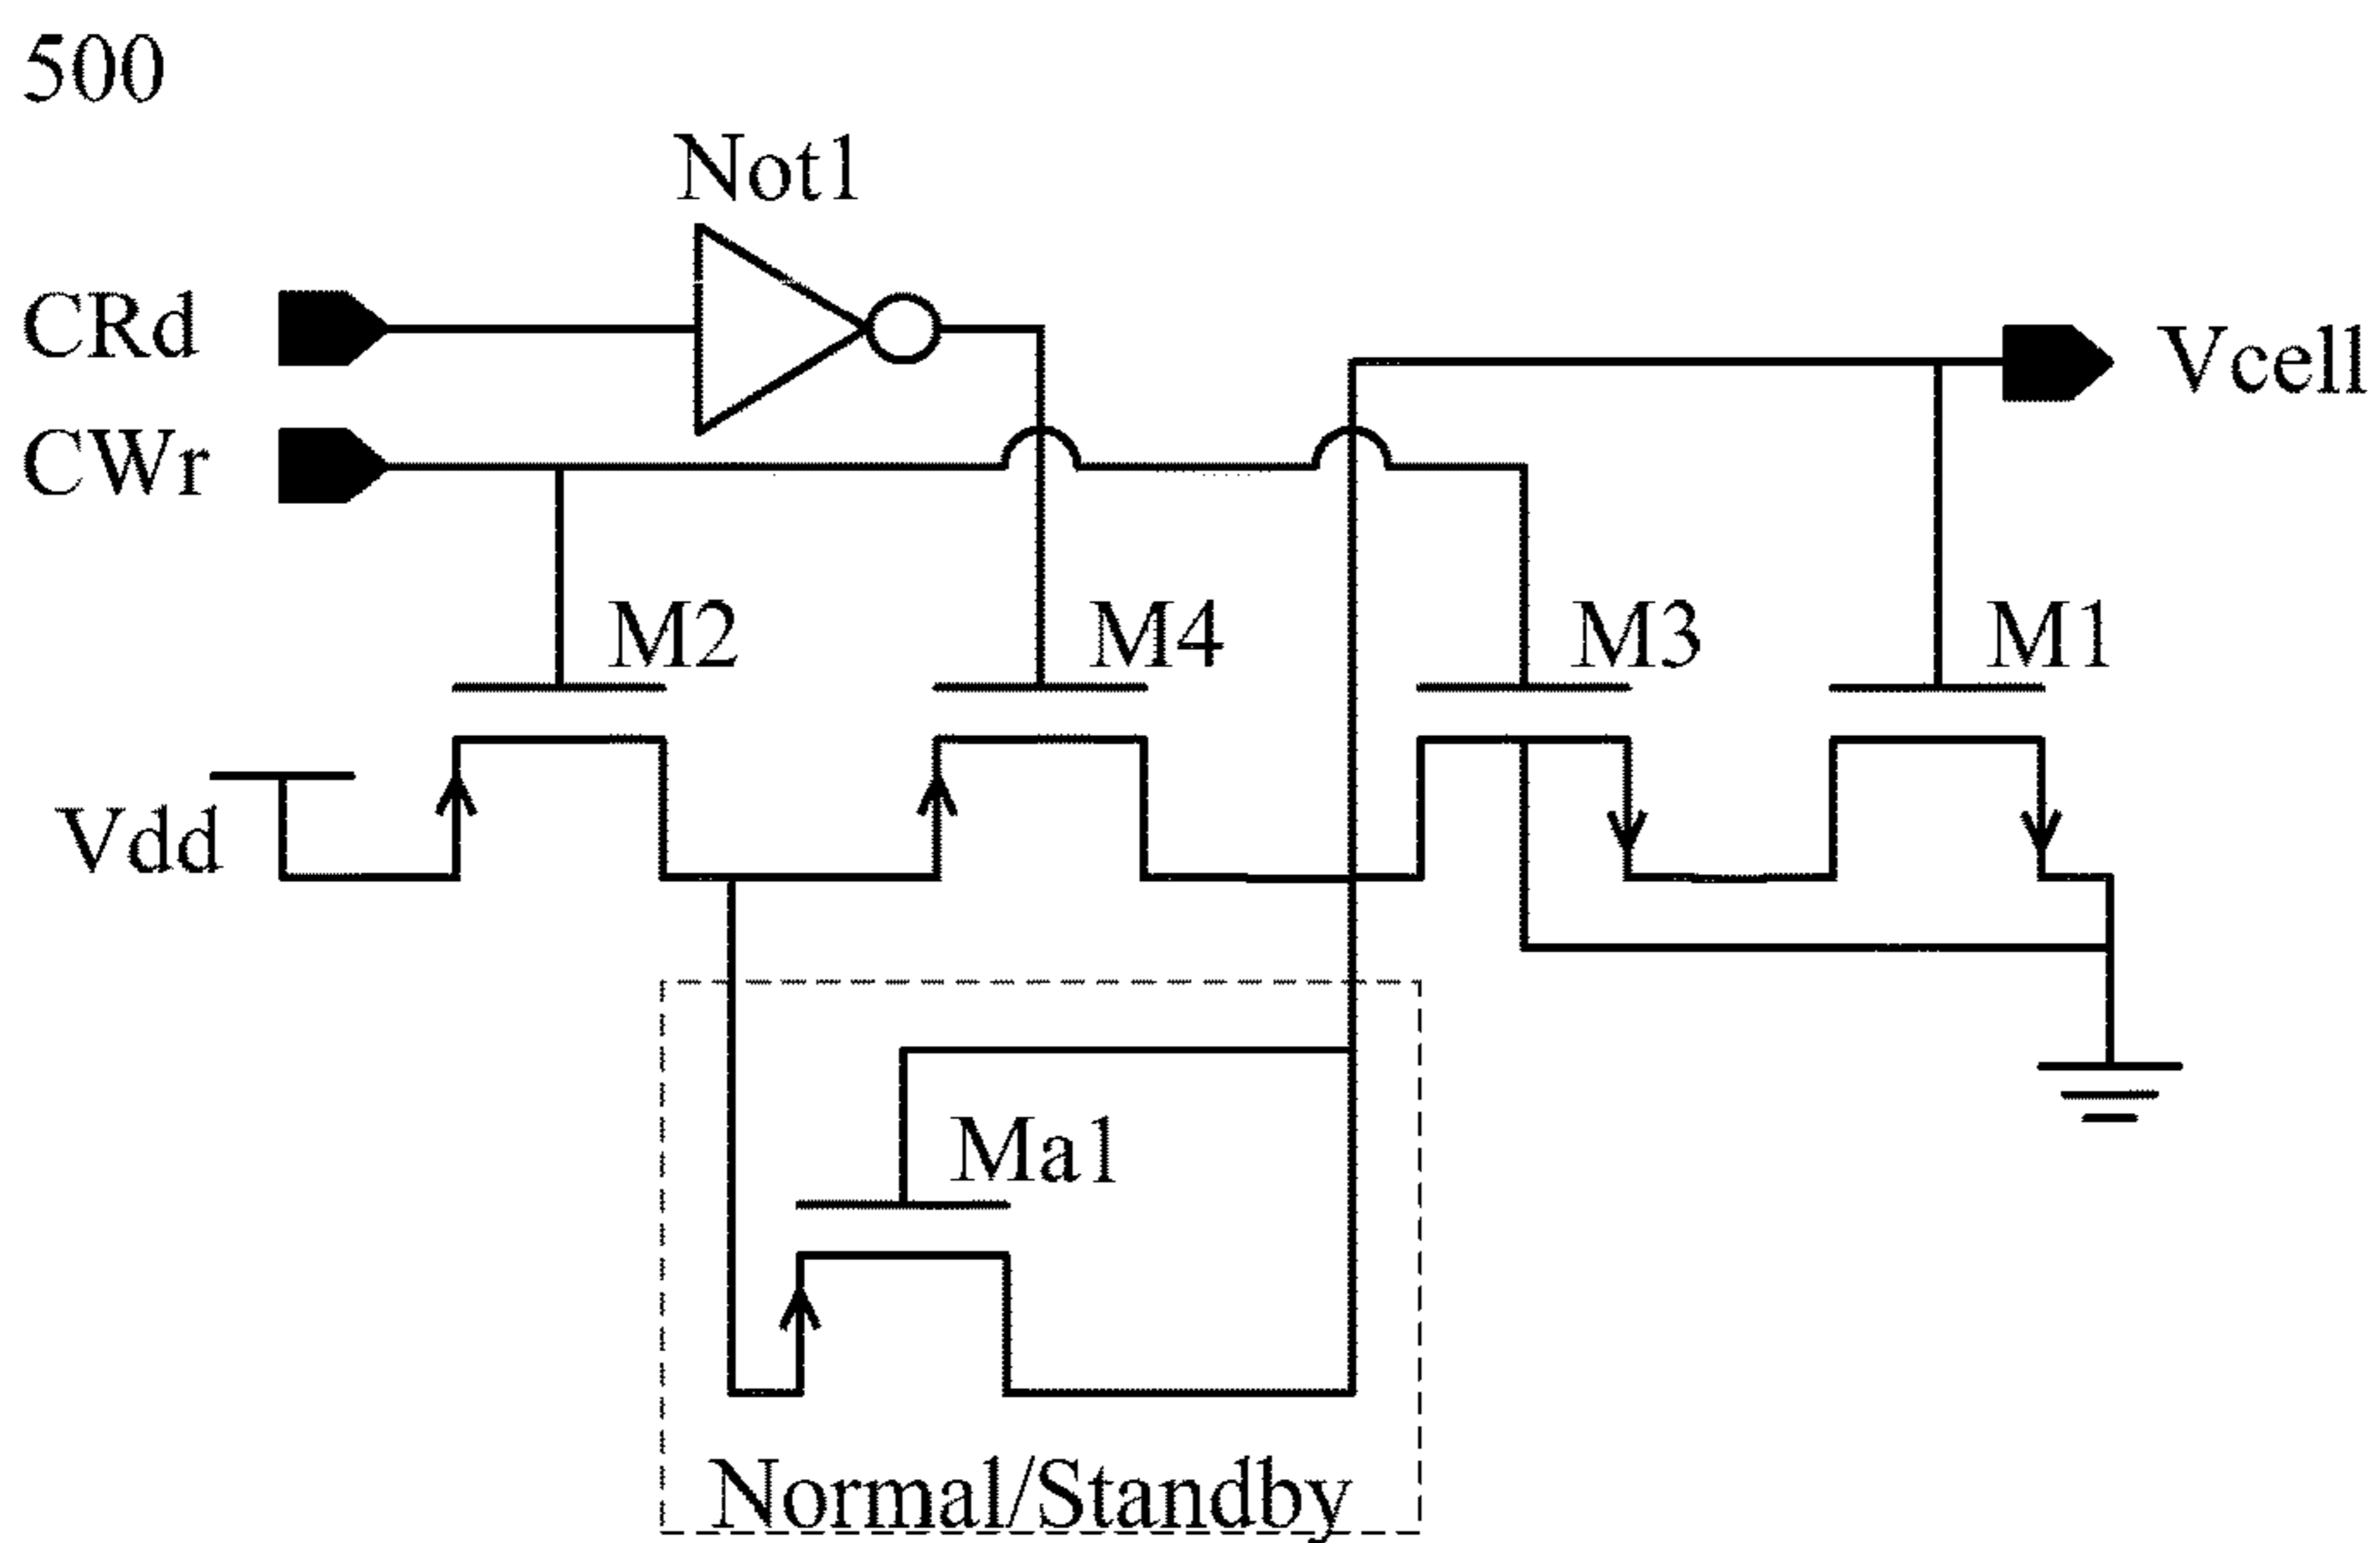 500
Not1
CRd
Vcell
CWr
M2
M4
M3
M1
Vdd
Ma1
Normal/Standby